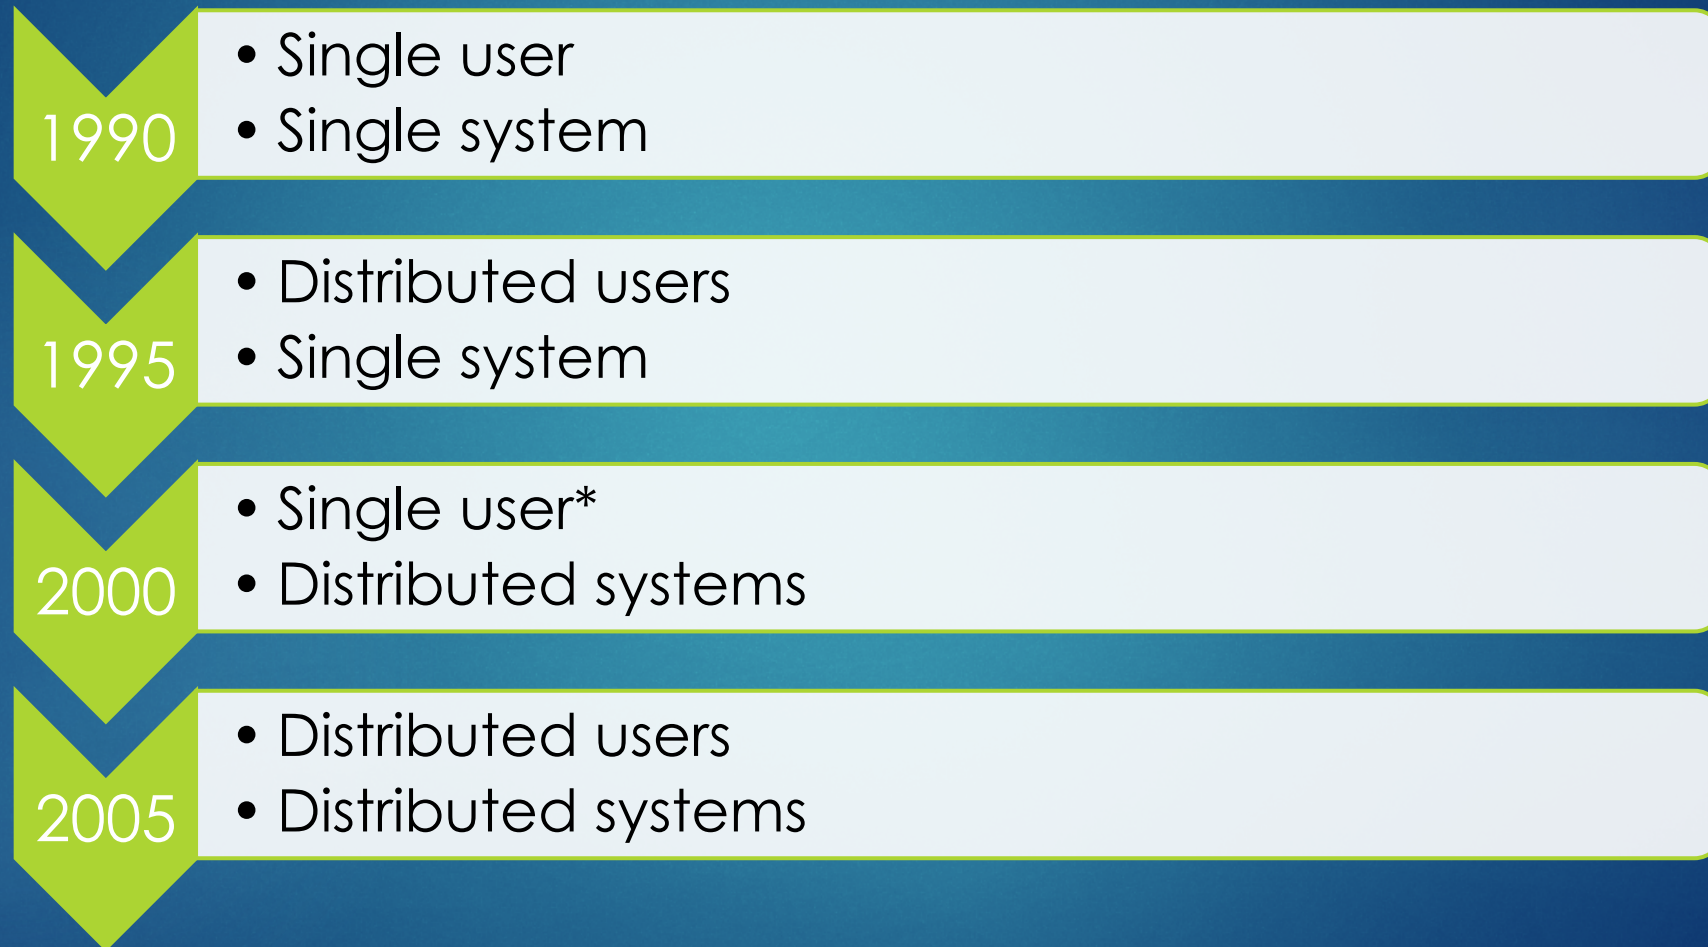 1990
• Single user
• Single system
1995
• Distributed users
• Single system
2000
• Single user*
• Distributed systems
2005
• Distributed users
• Distributed systems